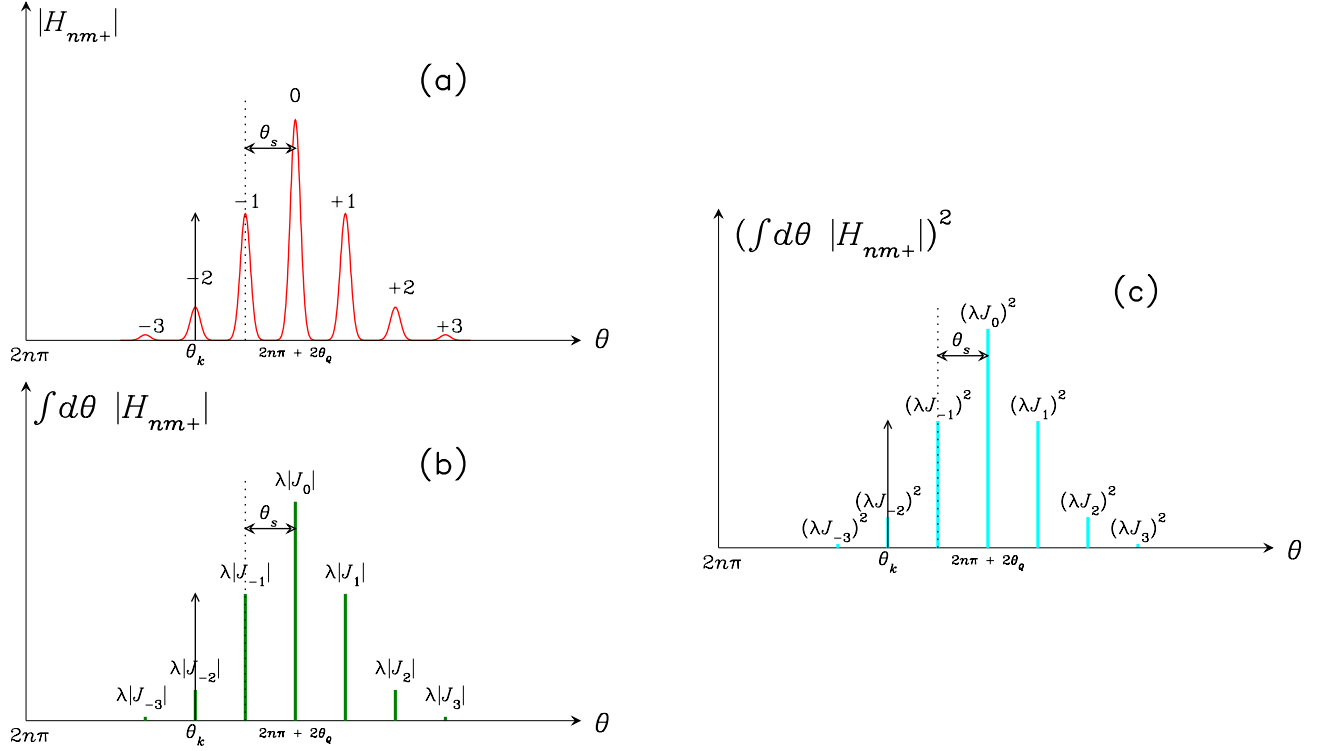 |H_{nm+}|
(a)
0
θ_s
−1
+1
−2
+2
−3
+3
2nπ
θ_k
2nπ + 2θ_Q
θ
∫dθ |H_{nm+}|
(b)
λ|J_0|
θ_s
λ|J_{−1}|
λ|J_1|
λ|J_{−2}|
λ|J_2|
λ|J_{−3}|
λ|J_3|
2nπ
θ_k
2nπ + 2θ_Q
θ
(∫dθ |H_{nm+}|)^2
(c)
(λJ_0)^2
θ_s
(λJ_{−1})^2
(λJ_1)^2
(λJ_{−2})^2
(λJ_2)^2
(λJ_{−3})^2
(λJ_3)^2
2nπ
θ_k
2nπ + 2θ_Q
θ